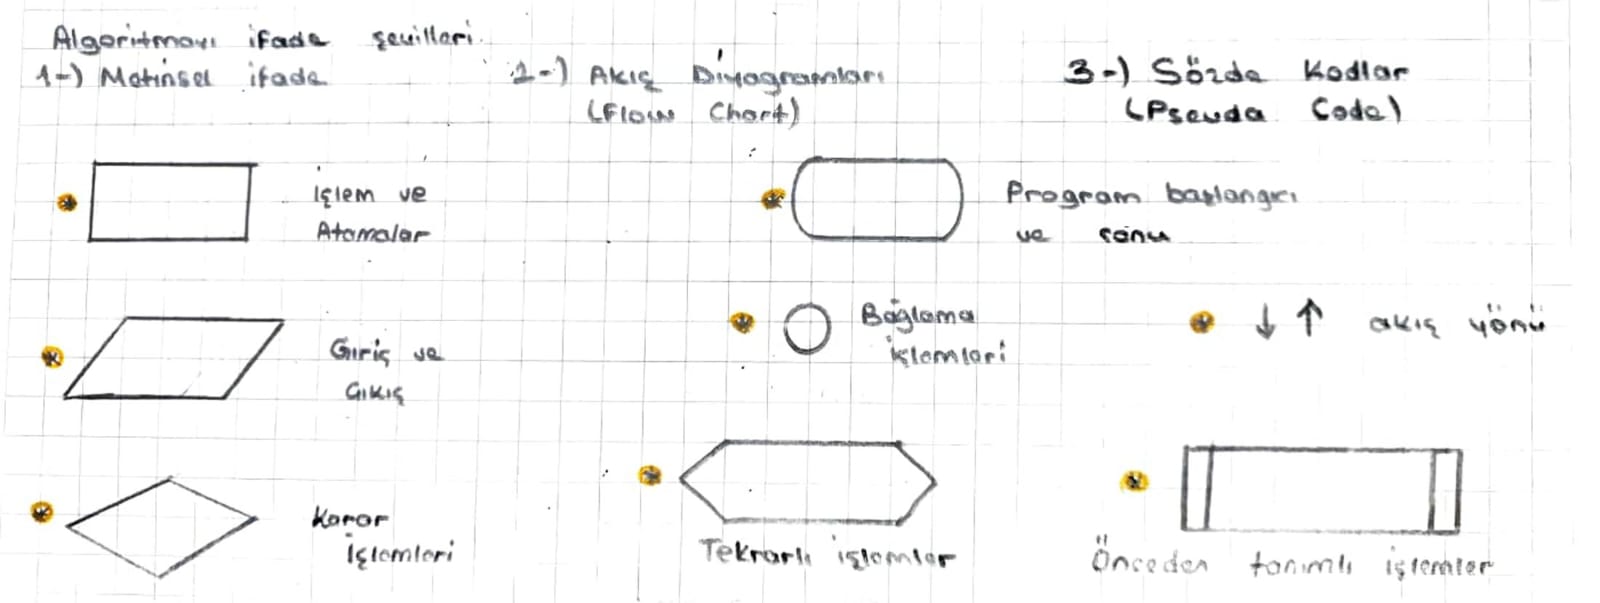 Algoritmayı ifade şekilleri.
1-) Metinsel ifade
2-) Akış Diyagramları
(Flow Chart)
3-) Sözde Kodlar
(Pseuda Code)
İşlem ve
Atamalar
Program başlangıcı
ve sonu
Giriş ve
Çıkış
Bağlama
işlemleri
↓ ↑ akış yönü
Karar
İşlemleri
Tekrarlı işlemler
Önceden tanımlı işlemler